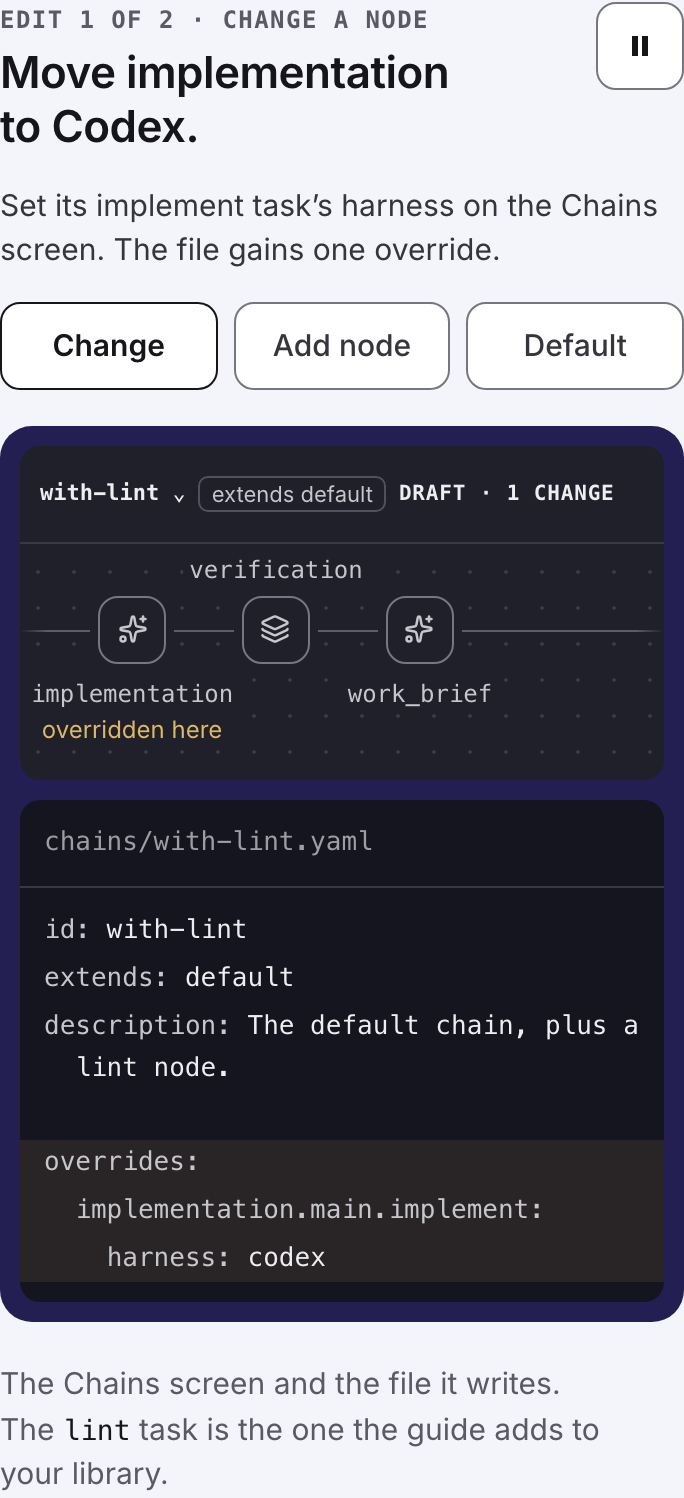 EDIT 1 OF 2 · CHANGE A NODE
Move implementation
to Codex.
Set its implement task’s harness on the Chains
screen. The file gains one override.
Change
Add node
Default
with-lint
extends default
DRAFT · 1 CHANGE
verification
implementation
work_brief
overridden here
chains/with-lint.yaml
id: with-lint
extends: default
description: The default chain, plus a
lint node.
overrides:
implementation.main.implement:
harness: codex
The Chains screen and the file it writes.
The lint task is the one the guide adds to
your library.